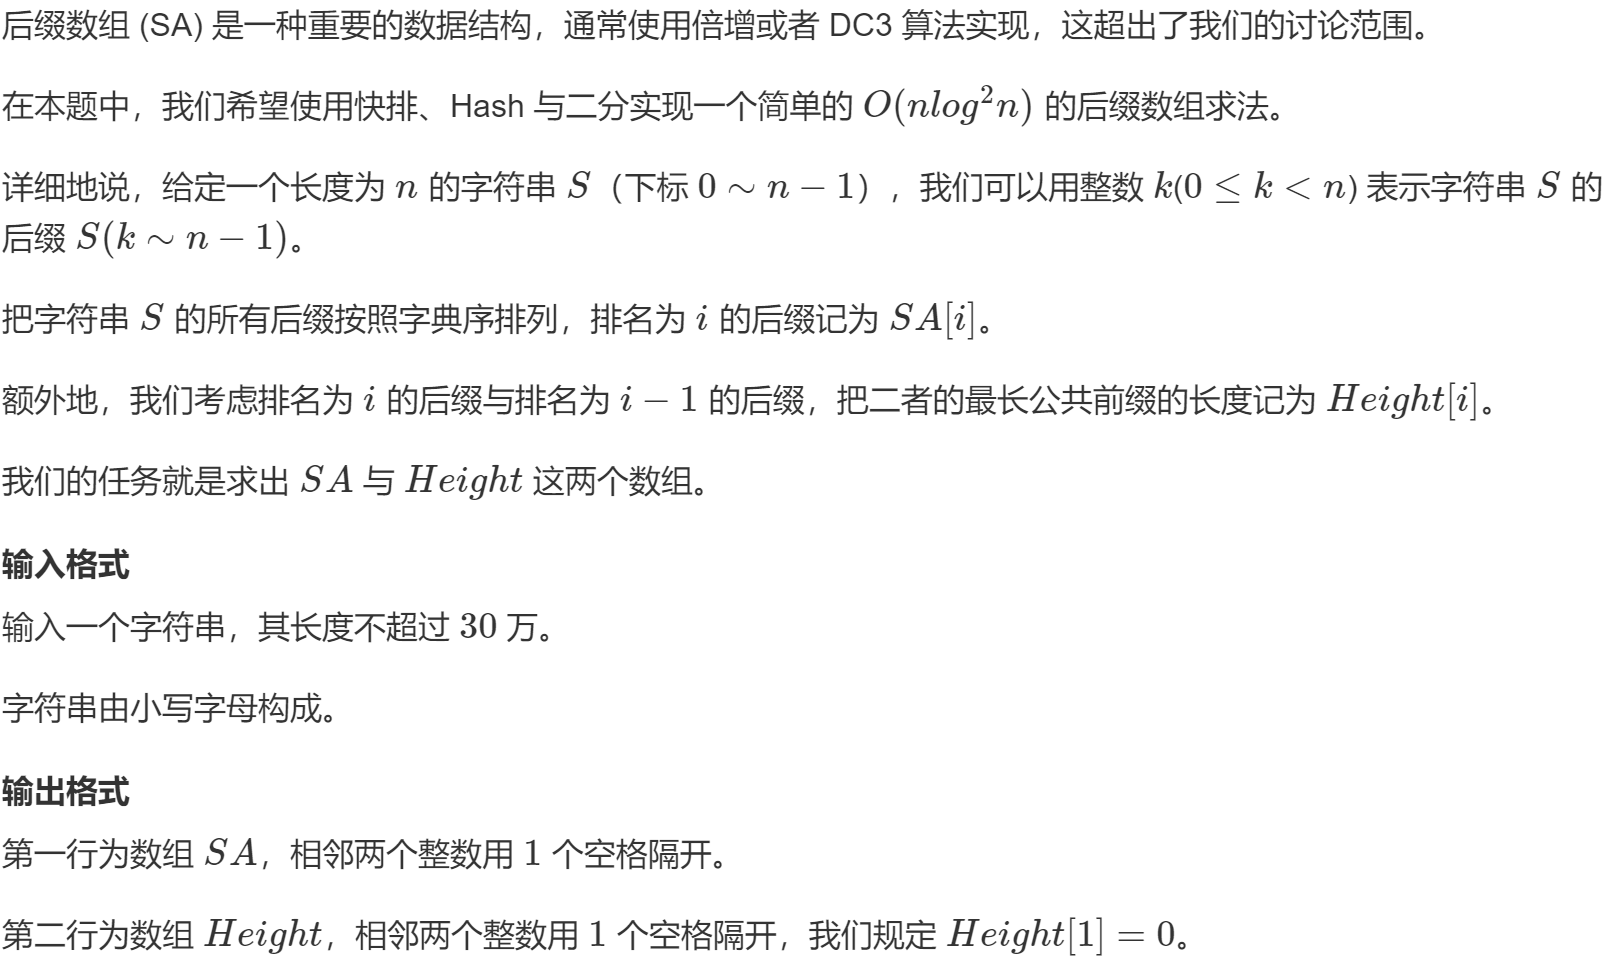 后缀数组 (SA) 是一种重要的数据结构，通常使用倍增或者 DC3 算法实现，这超出了我们的讨论范围。
在本题中，我们希望使用快排、Hash 与二分实现一个简单的 O(nlog²n) 的后缀数组求法。
详细地说，给定一个长度为 n 的字符串 S（下标 0 ∼ n − 1），我们可以用整数 k(0 ≤ k < n) 表示字符串 S 的
后缀 S(k ∼ n − 1)。
把字符串 S 的所有后缀按照字典序排列，排名为 i 的后缀记为 SA[i]。
额外地，我们考虑排名为 i 的后缀与排名为 i − 1 的后缀，把二者的最长公共前缀的长度记为 Height[i]。
我们的任务就是求出 SA 与 Height 这两个数组。
输入格式
输入一个字符串，其长度不超过 30 万。
字符串由小写字母构成。
输出格式
第一行为数组 SA，相邻两个整数用 1 个空格隔开。
第二行为数组 Height，相邻两个整数用 1 个空格隔开，我们规定 Height[1] = 0。